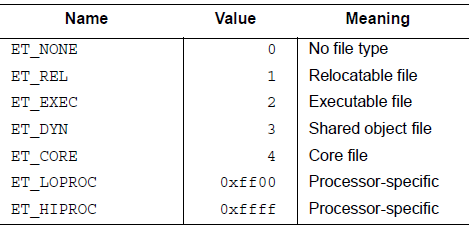 Name Value Meaning
ET_NONE 0 No file type
ET_REL 1 Relocatable file
ET_EXEC 2 Executable file
ET_DYN 3 Shared object file
ET_CORE 4 Core file
ET_LOPROC 0xff00 Processor-specific
ET_HIPROC 0xffff Processor-specific